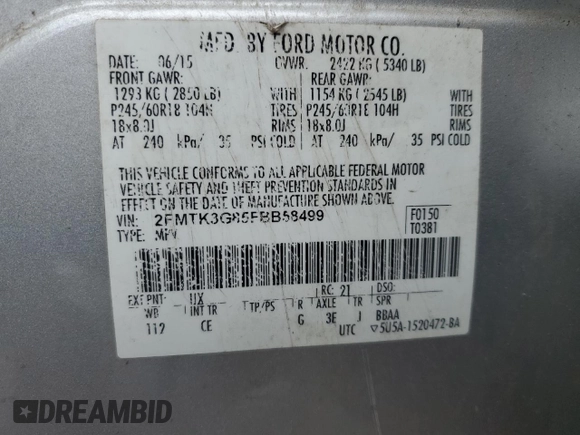 MFD. BY FORD MOTOR CO.
DATE: 06/15 GVWR: 2422 KG ( 5340 LB)
FRONT GAWR: REAR GAWR:
1293 KG ( 2850 LB) WITH 1154 KG ( 2545 LB) WITH
P245/60R18 104H TIRES P245/60R18 104H TIRES
18x8.0J RIMS 18x8.0J RIMS
AT 240 kPa/ 35 PSI COLD AT 240 kPa/ 35 PSI COLD
THIS VEHICLE CONFORMS TO ALL APPLICABLE FEDERAL MOTOR
VEHICLE SAFETY AND THEFT PREVENTION STANDARDS IN
EFFECT ON THE DATE OF MANUFACTURE SHOWN ABOVE.
VIN: 2FMTK3G85FBB58499 F0150
TYPE: MPV T0381
RC: 21 DSO:
EXT PNT: UX
WB INT TR TP/PS R AXLE TR SPR
112 CE G 3E J BBAA
UTC ▽5U5A-1520472-BA
DREAMBID